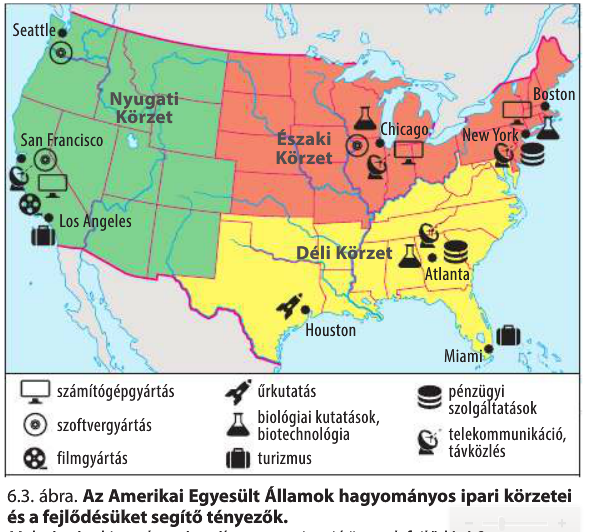 Seattle
Nyugati
Körzet
San Francisco
Los Angeles
Északi
Körzet
Chicago
Boston
New York
Déli Körzet
Atlanta
Houston
Miami
számítógépgyártás
szoftvergyártás
filmgyártás
űrkutatás
biológiai kutatások,
biotechnológia
turizmus
pénzügyi
szolgáltatások
telekommunikáció,
távközlés
6.3. ábra. Az Amerikai Egyesült Államok hagyományos ipari körzetei
és a fejlődésüket segítő tényezők.